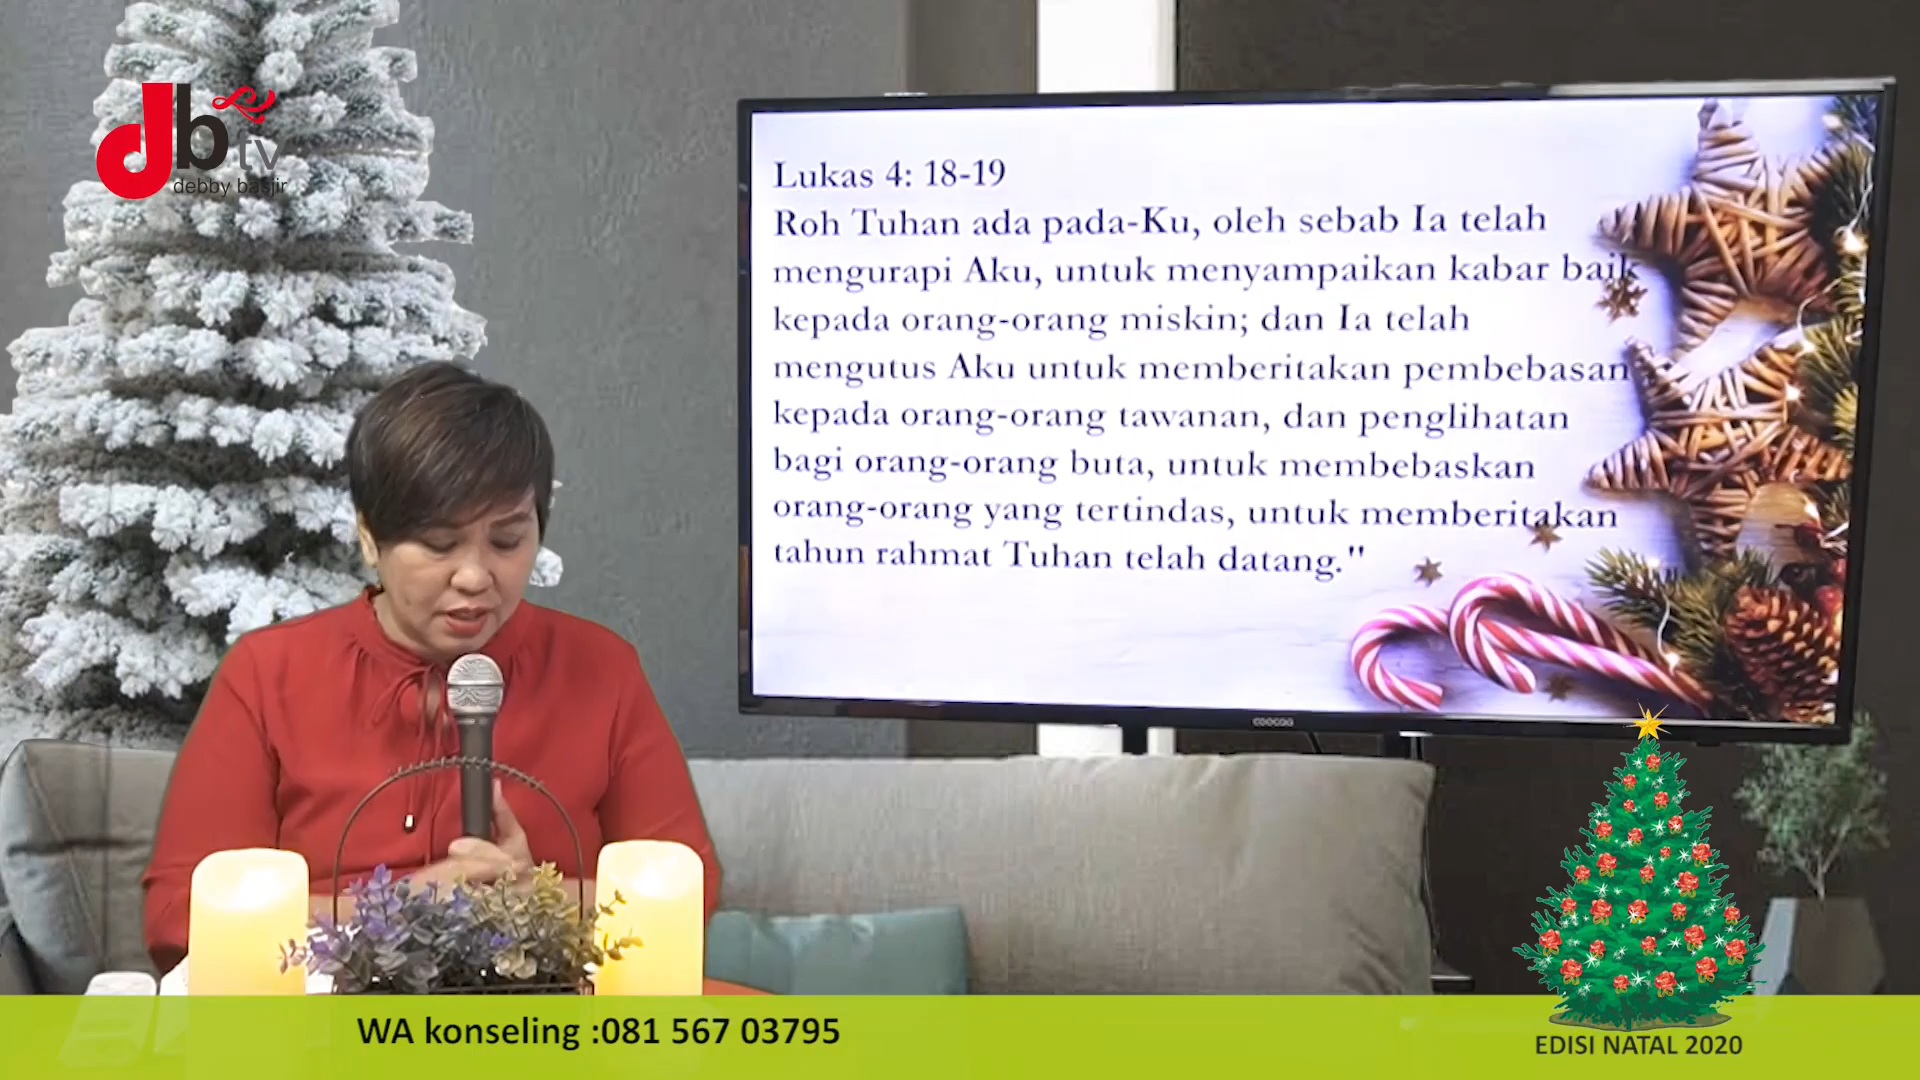 db tv
debby basjir
Lukas 4: 18-19
Roh Tuhan ada pada-Ku, oleh sebab Ia telah
mengurapi Aku, untuk menyampaikan kabar baik
kepada orang-orang miskin; dan Ia telah
mengutus Aku untuk memberitakan pembebasan
kepada orang-orang tawanan, dan penglihatan
bagi orang-orang buta, untuk membebaskan
orang-orang yang tertindas, untuk memberitakan
tahun rahmat Tuhan telah datang."
WA konseling :081 567 03795
EDISI NATAL 2020